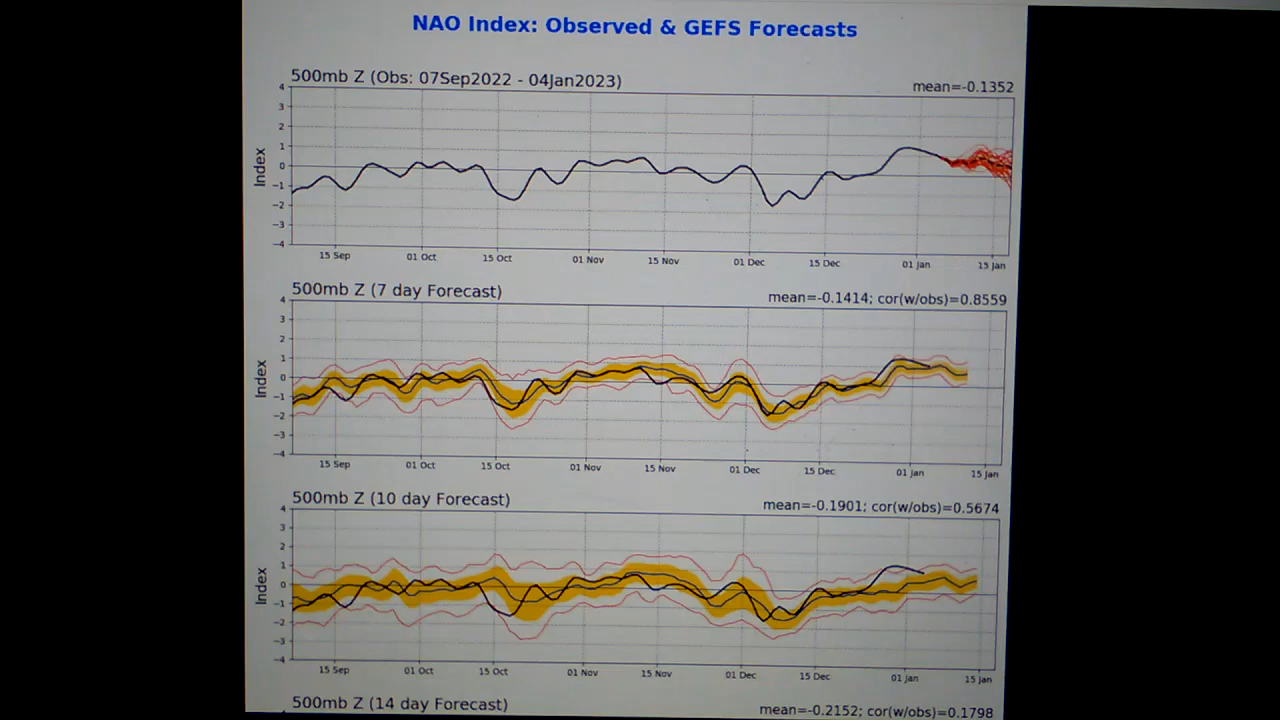 NAO Index: Observed & GEFS Forecasts
500mb Z (Obs: 07Sep2022 - 04Jan2023) mean=-0.1352
4
3
2
1
0
−1
−2
−3
−4
Index
15 Sep 01 Oct 15 Oct 01 Nov 15 Nov 01 Dec 15 Dec 01 Jan 15 Jan
500mb Z (7 day Forecast) mean=-0.1414; cor(w/obs)=0.8559
4
3
2
1
0
−1
−2
−3
−4
Index
15 Sep 01 Oct 15 Oct 01 Nov 15 Nov 01 Dec 15 Dec 01 Jan 15 Jan
500mb Z (10 day Forecast) mean=-0.1901; cor(w/obs)=0.5674
4
3
2
1
0
−1
−2
−3
−4
Index
15 Sep 01 Oct 15 Oct 01 Nov 15 Nov 01 Dec 15 Dec 01 Jan 15 Jan
500mb Z (14 day Forecast) mean=-0.2152; cor(w/obs)=0.1798